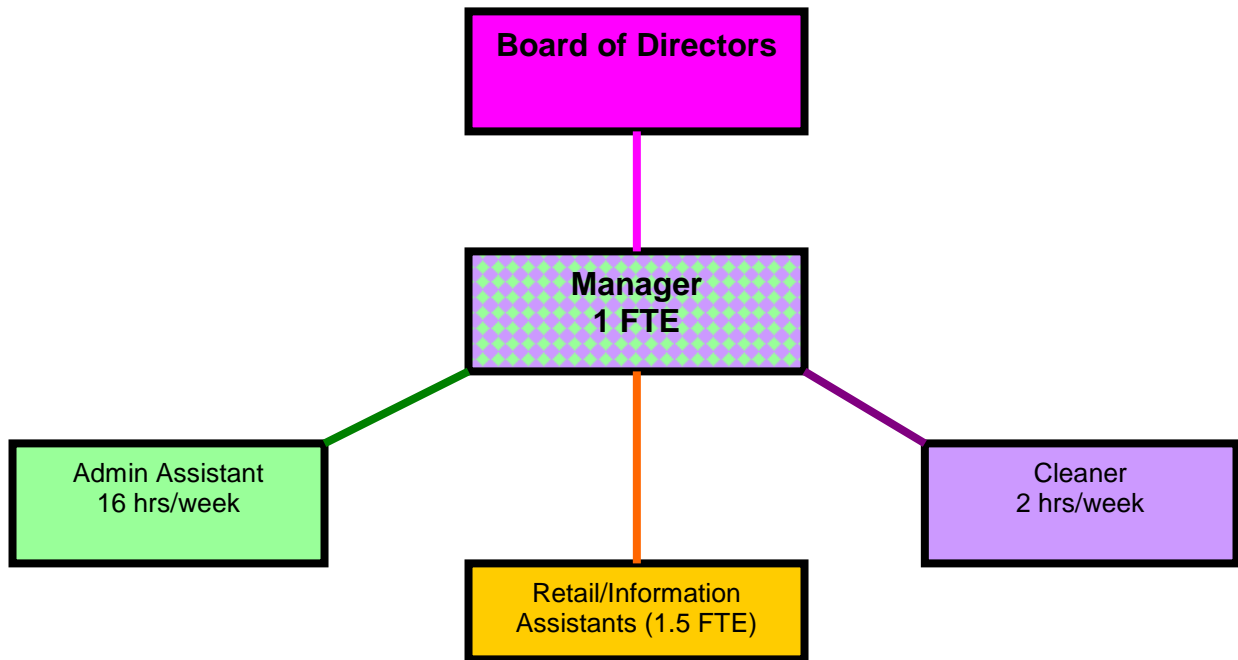 Board of Directors
Manager
1 FTE
Admin Assistant
16 hrs/week
Cleaner
2 hrs/week
Retail/Information
Assistants (1.5 FTE)